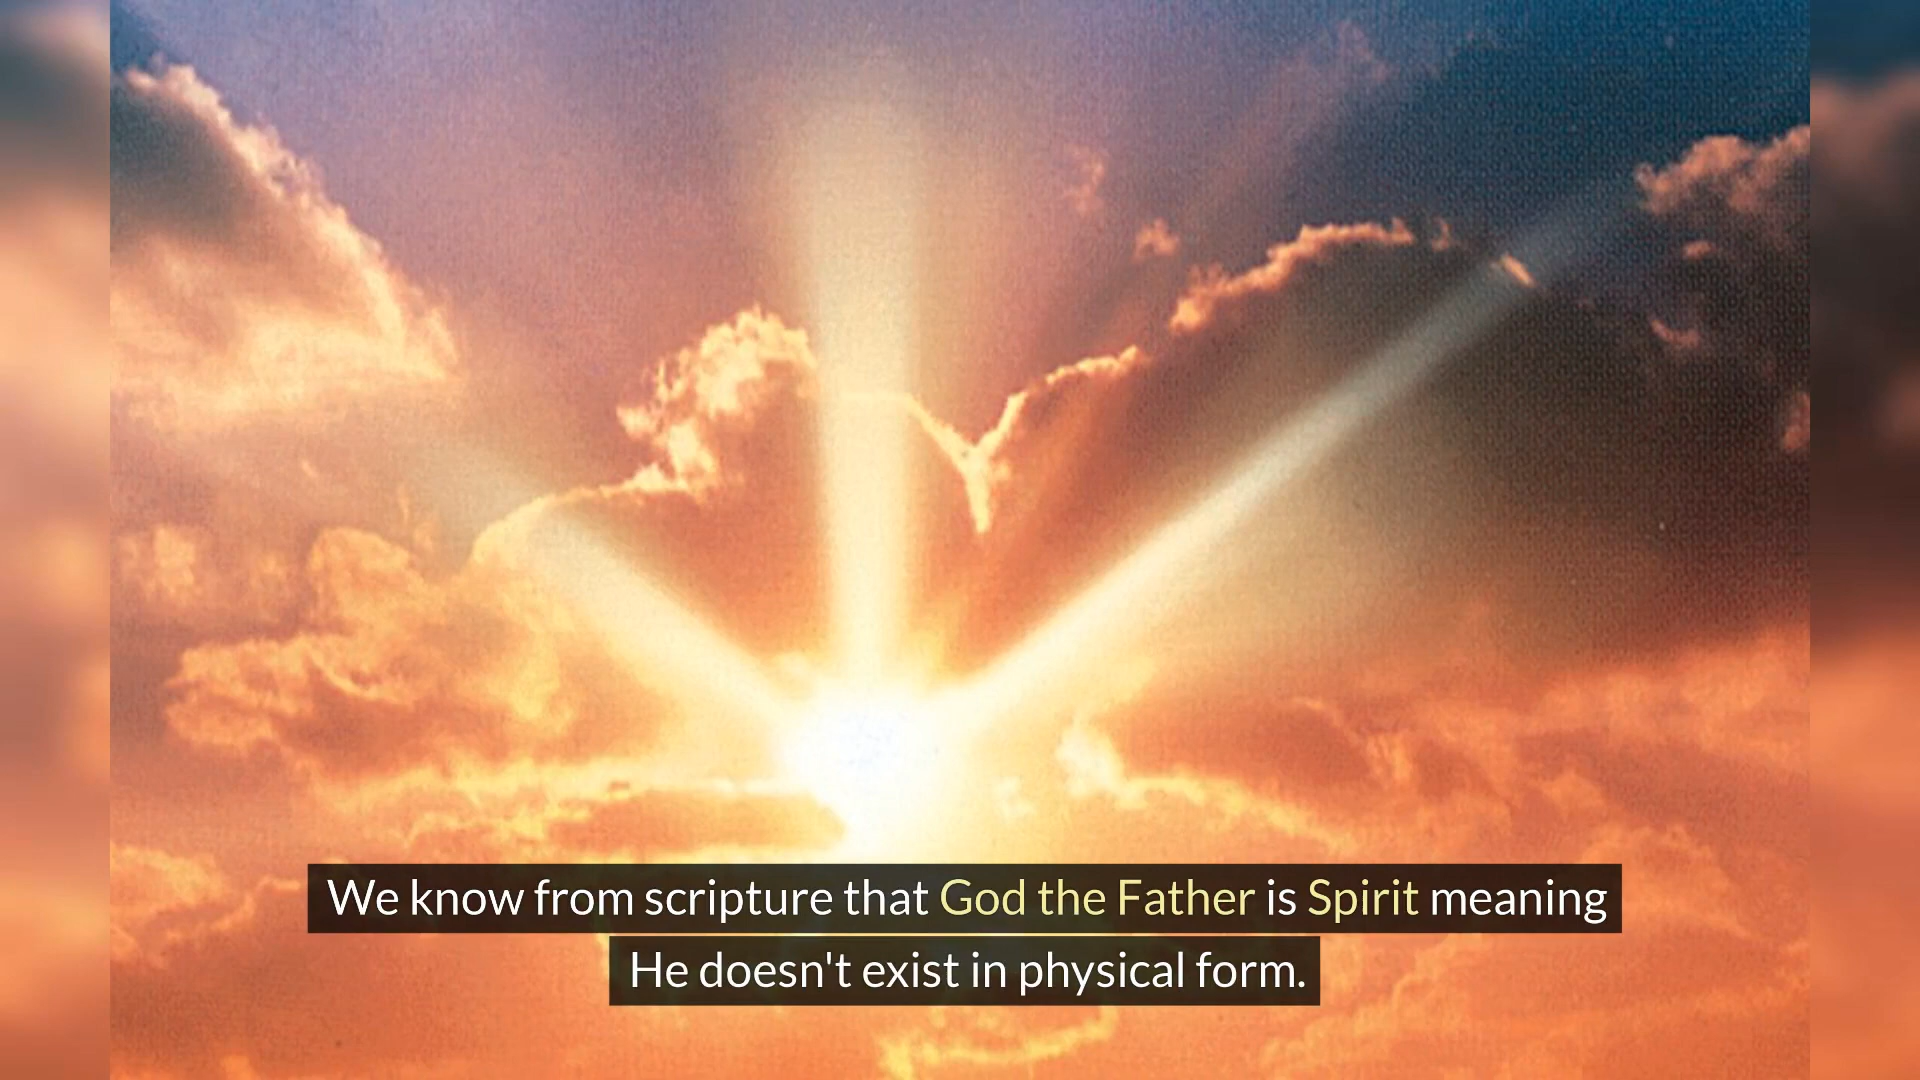 We know from scripture that God the Father is Spirit meaning
He doesn't exist in physical form.